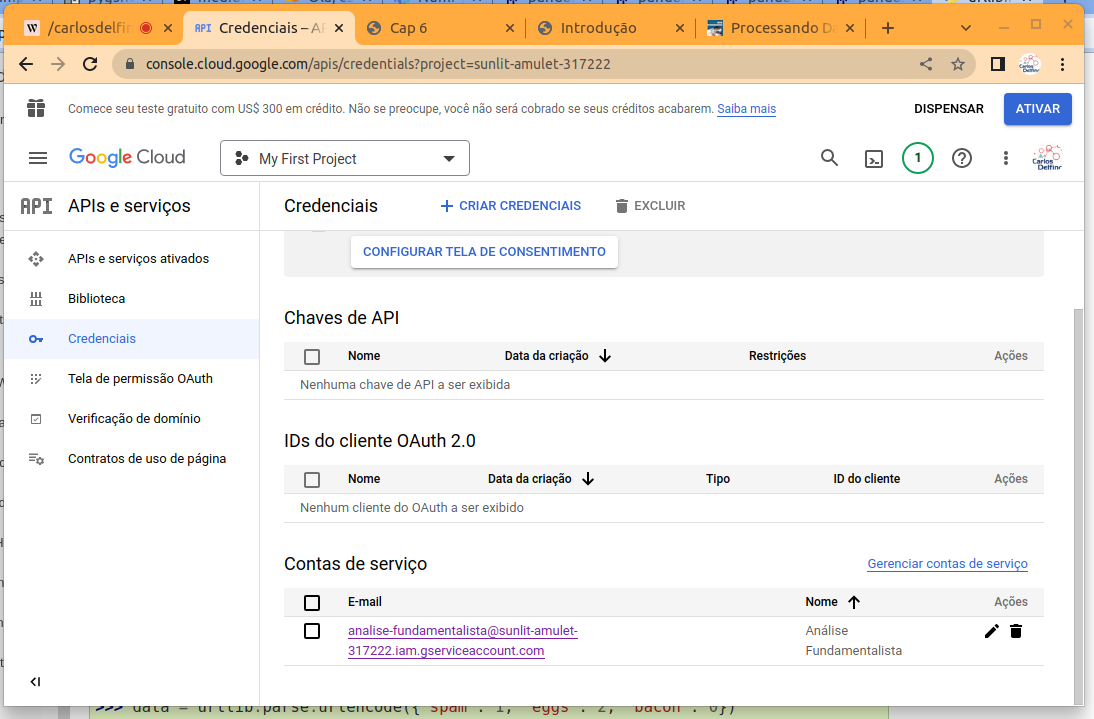 /carlosdelfin
Credenciais – AP
Cap 6
Introdução
Processando Da
console.cloud.google.com/apis/credentials?project=sunlit-amulet-317222
Comece seu teste gratuito com US$ 300 em crédito. Não se preocupe, você não será cobrado se seus créditos acabarem. Saiba mais
DISPENSAR
ATIVAR
Google Cloud
My First Project
1
API APIs e serviços
Credenciais
CRIAR CREDENCIAIS
EXCLUIR
APIs e serviços ativados
Biblioteca
Credenciais
Tela de permissão OAuth
Verificação de domínio
Contratos de uso de página
CONFIGURAR TELA DE CONSENTIMENTO
Chaves de API
Nome Data da criação Restrições Ações
Nenhuma chave de API a ser exibida
IDs do cliente OAuth 2.0
Nome Data da criação Tipo ID do cliente Ações
Nenhum cliente do OAuth a ser exibido
Contas de serviço
Gerenciar contas de serviço
E-mail Nome Ações
analise-fundamentalista@sunlit-amulet-
317222.iam.gserviceaccount.com
Análise
Fundamentalista
>>> data = urllib.parse.urlencode({'spam': 1, 'eggs': 2, 'bacon': 0})